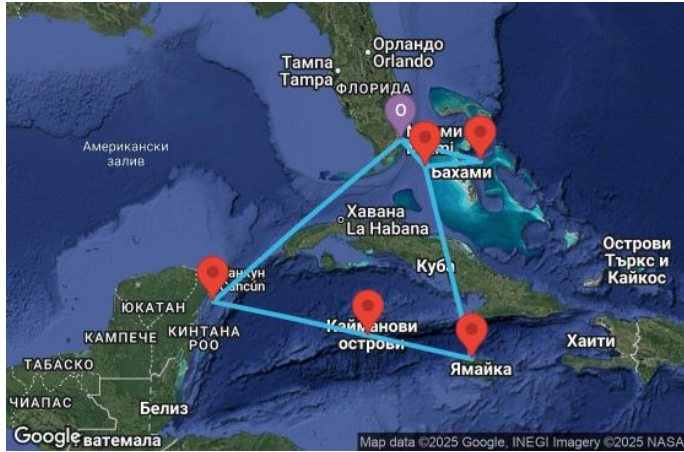 Орландо
Orlando
Тампа
Tampa
ФЛОРИДА
O
Американски
залив
Бахами
Хавана
La Habana
Куба
Острови
Търкс и
Кайкос
ЮКАТАН
КАМПЕЧЕ
КИНТАНА
РОО
Кайманови
острови
Хаити
Ямайка
ТАБАСКО
ЧИАПАС
Белиз
Google
Гватемала
Map data ©2025 Google, INEGI Imagery ©2025 NASA